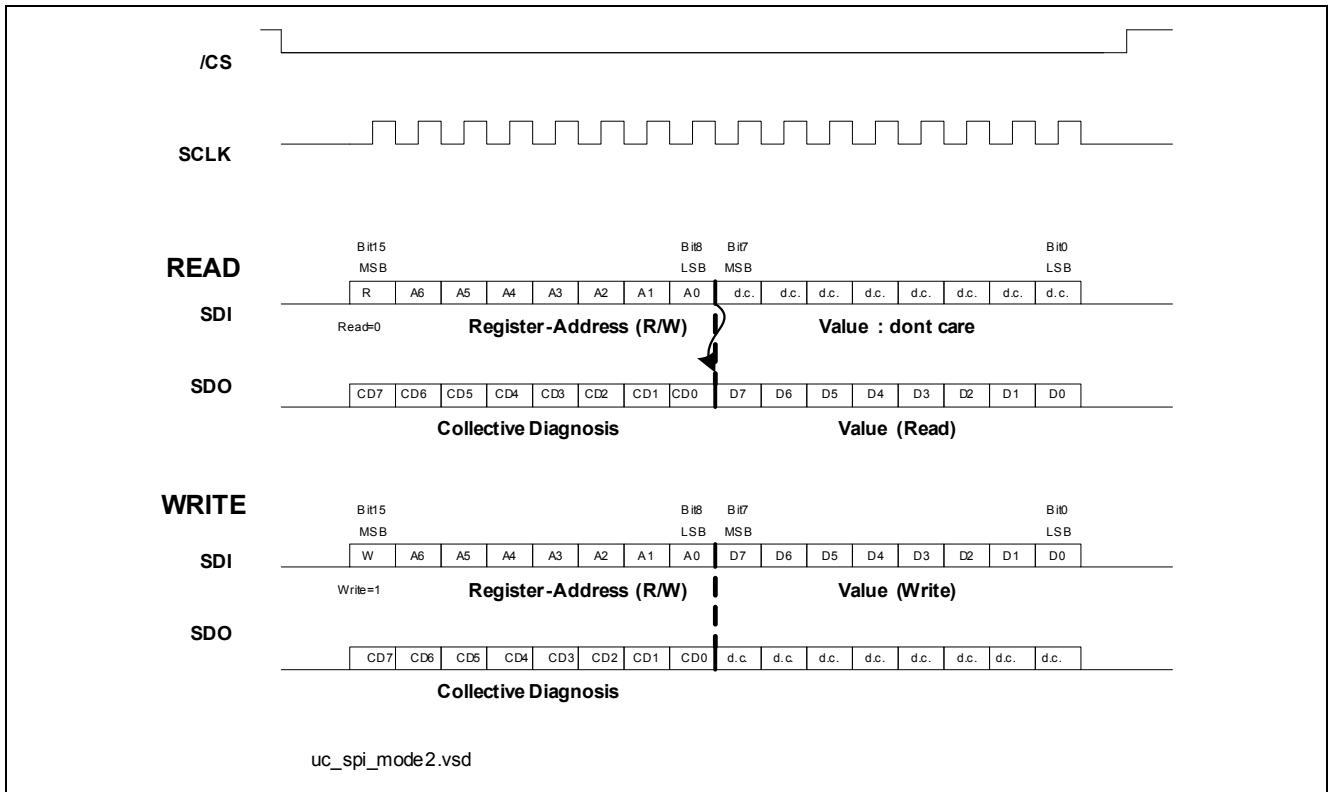 /CS
SCLK
Bit15 Bit8 Bit7 Bit0
READ MSB LSB MSB LSB
R A6 A5 A4 A3 A2 A1 A0 d.c. d.c. d.c. d.c. d.c. d.c. d.c. d.c.
SDI
Read=0 Register-Address (R/W) Value : dont care
SDO
CD7 CD6 CD5 CD4 CD3 CD2 CD1 CD0 D7 D6 D5 D4 D3 D2 D1 D0
Collective Diagnosis Value (Read)
WRITE
Bit15 Bit8 Bit7 Bit0
MSB LSB MSB LSB
SDI W A6 A5 A4 A3 A2 A1 A0 D7 D6 D5 D4 D3 D2 D1 D0
Write=1 Register-Address (R/W) Value (Write)
SDO
CD7 CD6 CD5 CD4 CD3 CD2 CD1 CD0 d.c. d.c. d.c. d.c. d.c. d.c. d.c. d.c.
Collective Diagnosis
uc_spi_mode2.vsd